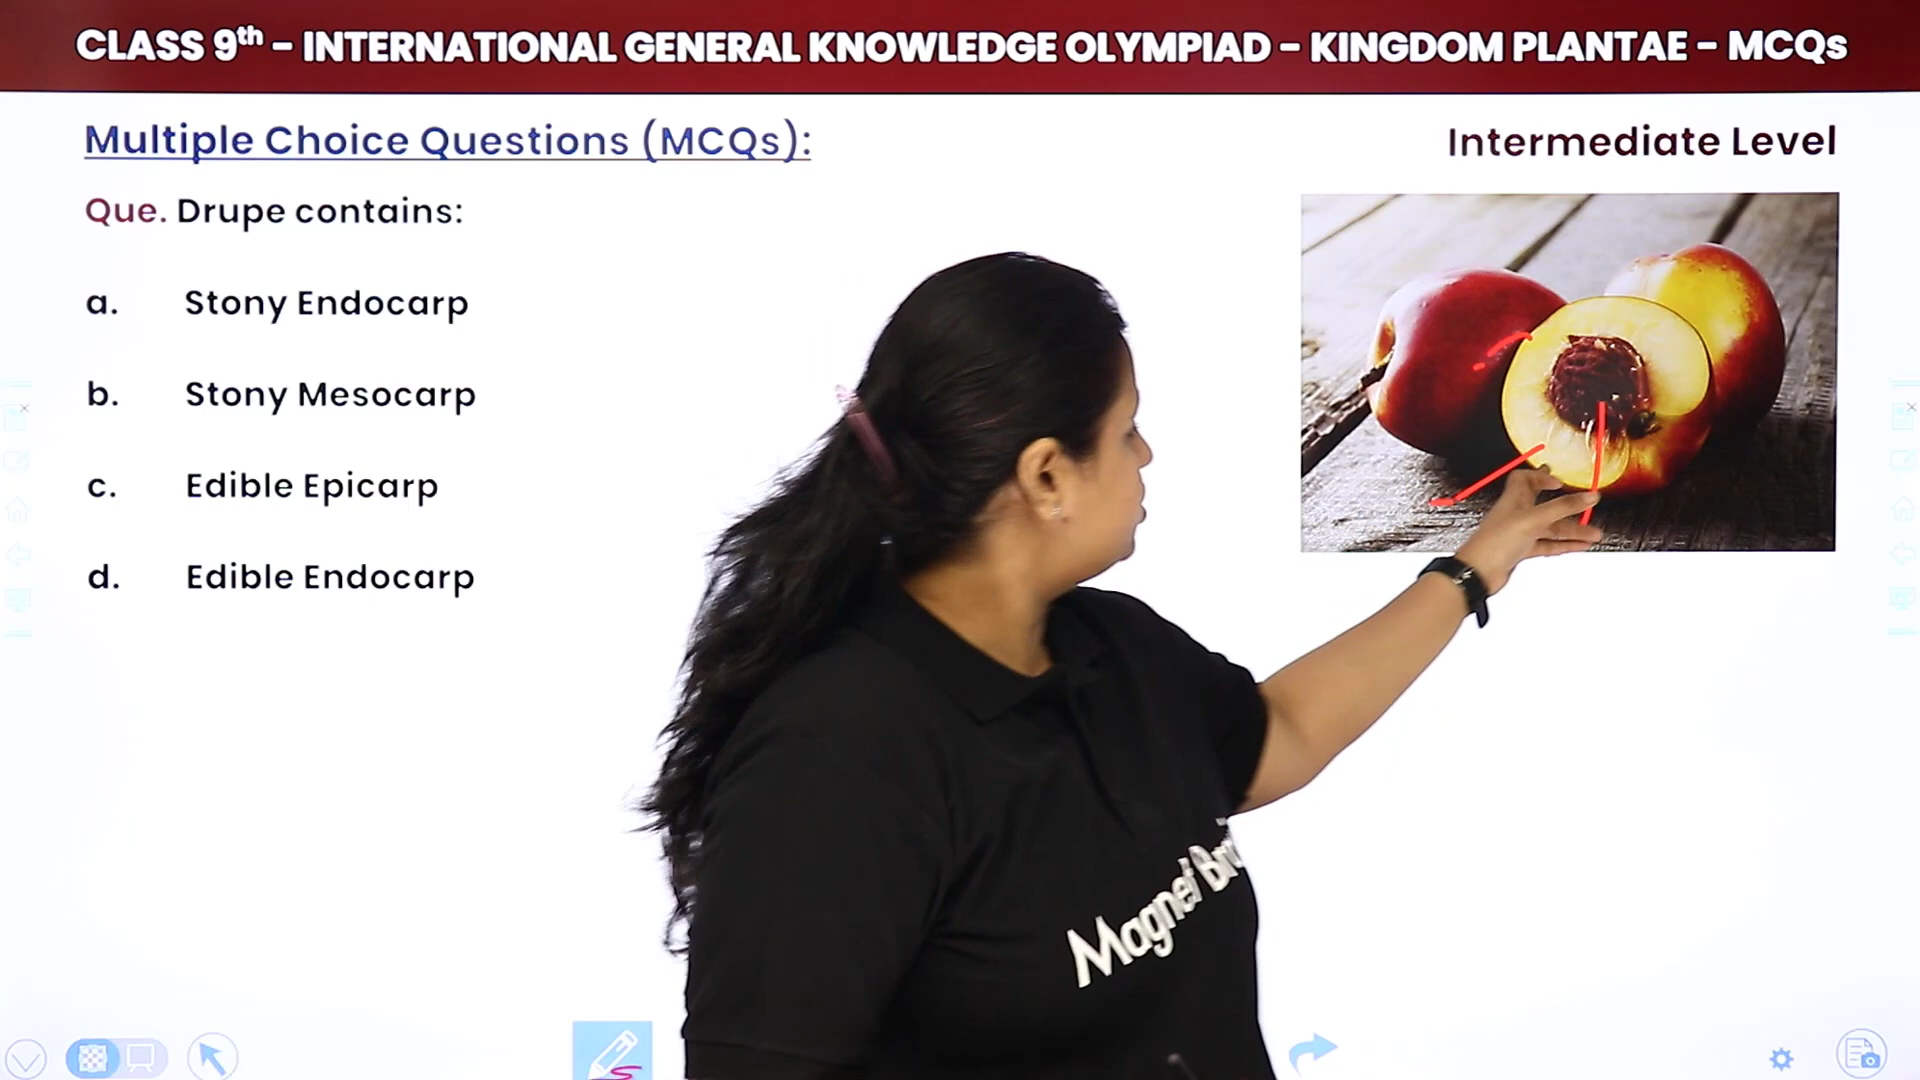 CLASS 9th – INTERNATIONAL GENERAL KNOWLEDGE OLYMPIAD – KINGDOM PLANTAE – MCQs
Multiple Choice Questions (MCQs):
Intermediate Level
Que. Drupe contains:
a. Stony Endocarp
b. Stony Mesocarp
c. Edible Epicarp
d. Edible Endocarp
Magnet